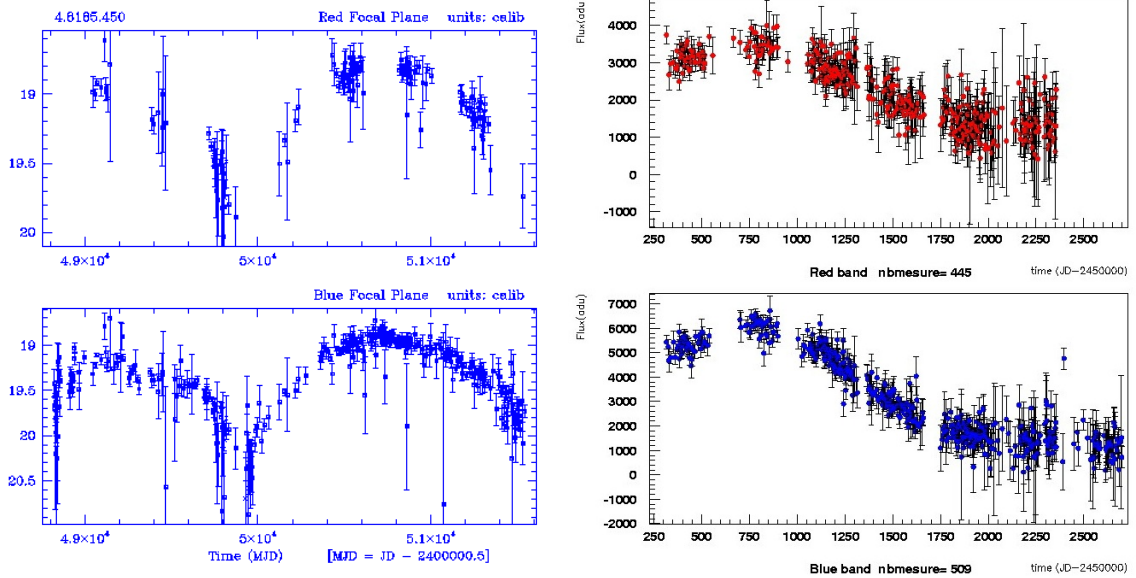 4.8185.450 Red Focal Plane units: calib
19
19.5
20
4.9×10⁴ 5×10⁴ 5.1×10⁴
Blue Focal Plane units: calib
19
19.5
20
20.5
4.9×10⁴ 5×10⁴ 5.1×10⁴
Time (MJD) [MJD = JD − 2400000.5]
Flux(adu)
4000
3000
2000
1000
0
-1000
250 500 750 1000 1250 1500 1750 2000 2250 2500
Red band nbmesure= 445 time (JD-2450000)
Flux(adu)
7000
6000
5000
4000
3000
2000
1000
0
-1000
-2000
250 500 750 1000 1250 1500 1750 2000 2250 2500
Blue band nbmesure= 509 time (JD-2450000)